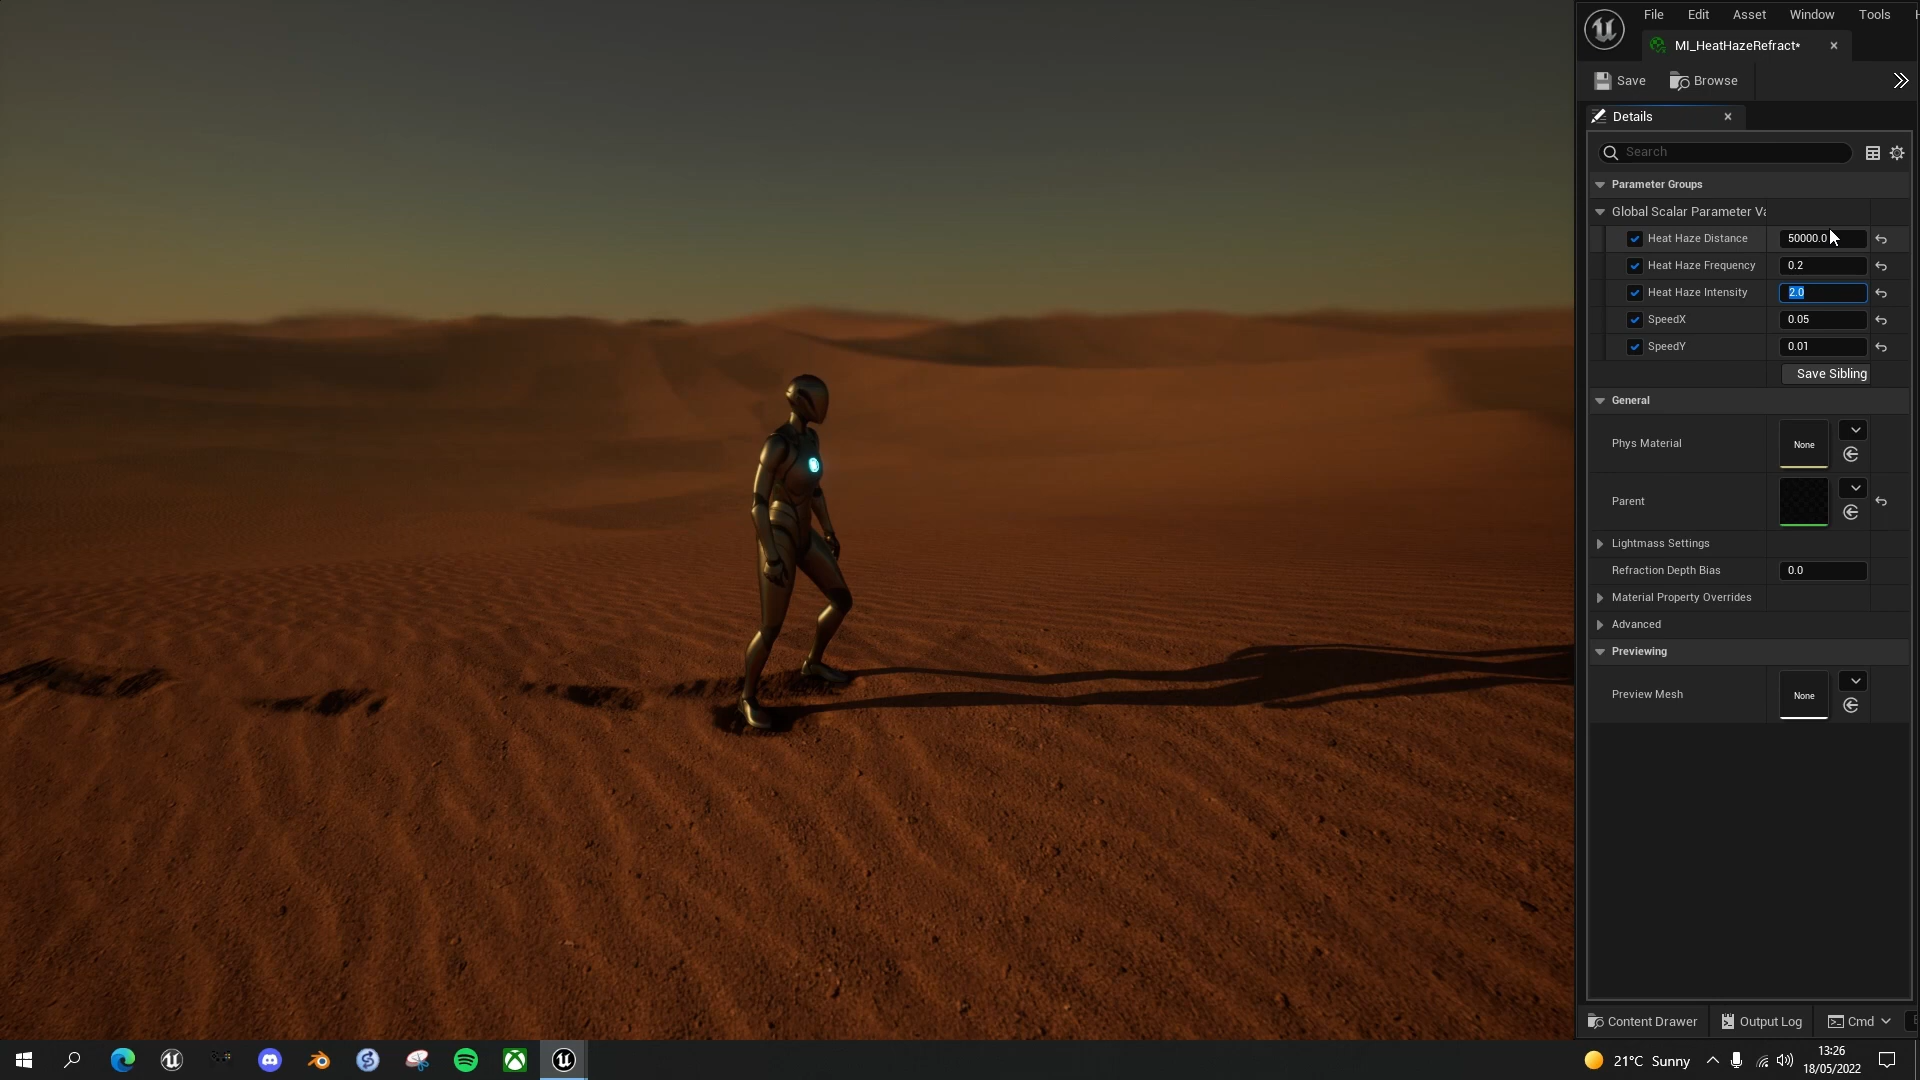 File Edit Asset Window Tools
MI_HeatHazeRefract*
Save Browse
Details
Search
Parameter Groups
Global Scalar Parameter Va
Heat Haze Distance 50000.0
Heat Haze Frequency 0.2
Heat Haze Intensity 2.0
SpeedX 0.05
SpeedY 0.01
Save Sibling
General
Phys Material None
Parent
Lightmass Settings
Refraction Depth Bias 0.0
Material Property Overrides
Advanced
Previewing
Preview Mesh None
Content Drawer Output Log Cmd
21°C Sunny
13:26
18/05/2022